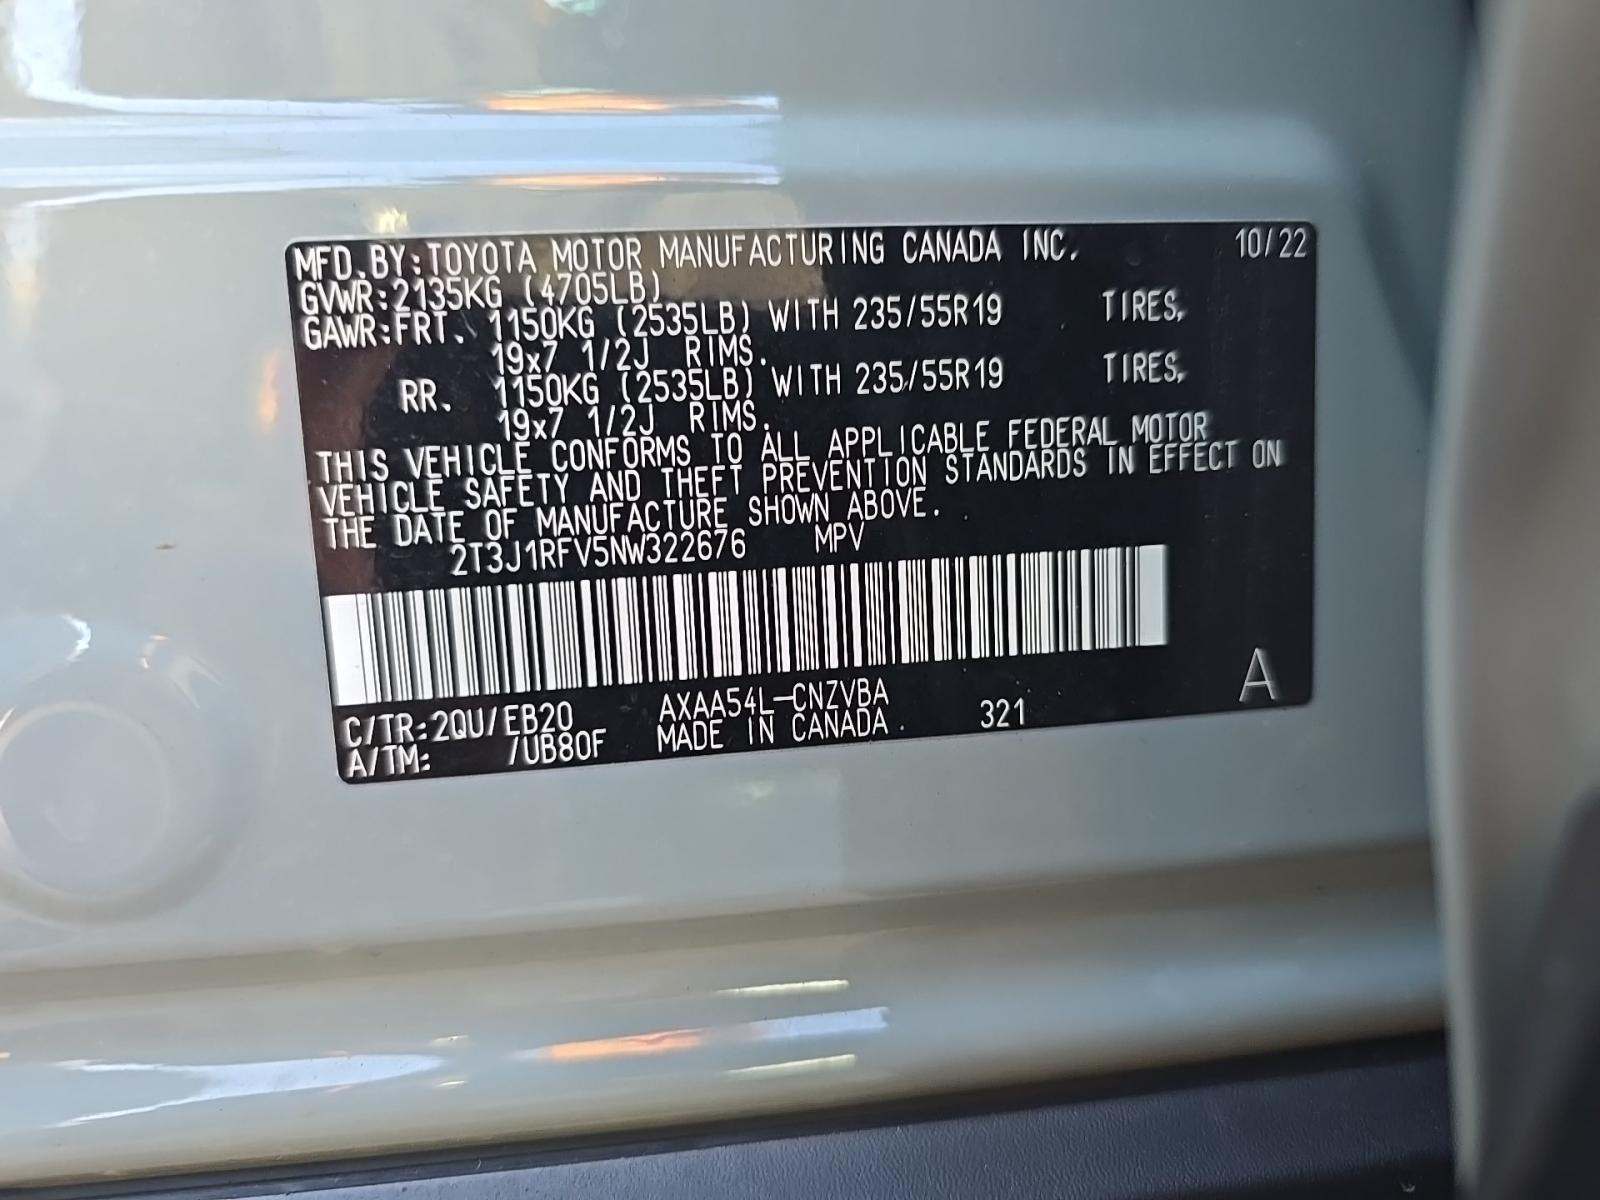 MFD.BY:TOYOTA MOTOR MANUFACTURING CANADA INC. 10/22
GVWR:2135KG (4705LB)
GAWR:FRT. 1150KG (2535LB) WITH 235/55R19 TIRES,
19x7 1/2J RIMS.
RR. 1150KG (2535LB) WITH 235/55R19 TIRES,
19x7 1/2J RIMS.
THIS VEHICLE CONFORMS TO ALL APPLICABLE FEDERAL MOTOR
VEHICLE SAFETY AND THEFT PREVENTION STANDARDS IN EFFECT ON
THE DATE OF MANUFACTURE SHOWN ABOVE.
2T3J1RFV5NW322676 MPV
C/TR:2QU/EB20 AXAA54L-CNZVBA
A/TM: /UB80F MADE IN CANADA. 321 A